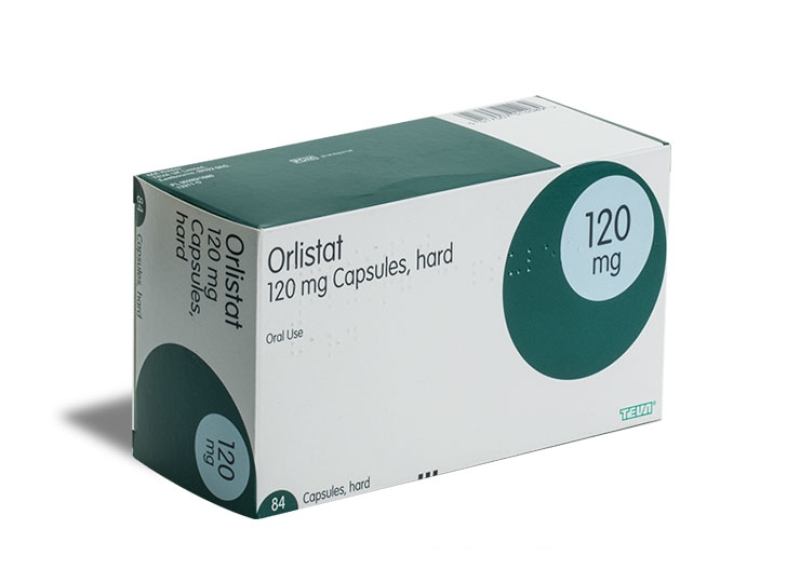 Orlistat
120 mg Capsules, hard
Oral Use
120
mg
TEVA
84 Capsules, hard
Orlistat
120 mg
Capsules,
hard
120
mg
84 Capsules, hard